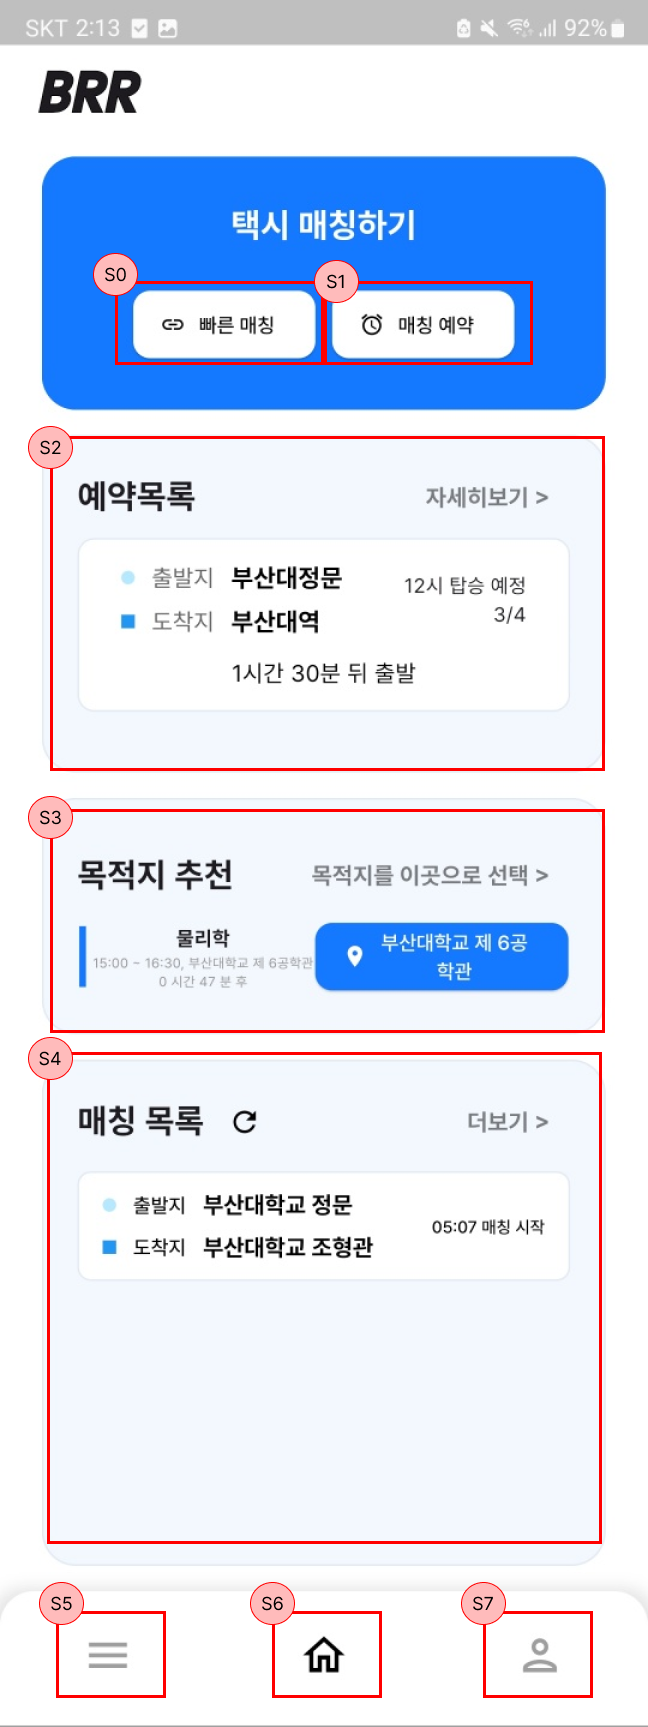 SKT 2:13 92%
BRR
택시 매칭하기
S0
S1
빠른 매칭
매칭 예약
S2
예약목록
자세히보기 >
출발지 부산대정문
12시 탑승 예정
도착지 부산대역
3/4
1시간 30분 뒤 출발
S3
목적지 추천
목적지를 이곳으로 선택 >
물리학
15:00 - 16:30, 부산대학교 제 6공학관
0 시간 47 분 후
부산대학교 제 6공
학관
S4
매칭 목록
더보기 >
출발지 부산대학교 정문
도착지 부산대학교 조형관
05:07 매칭 시작
S5
S6
S7